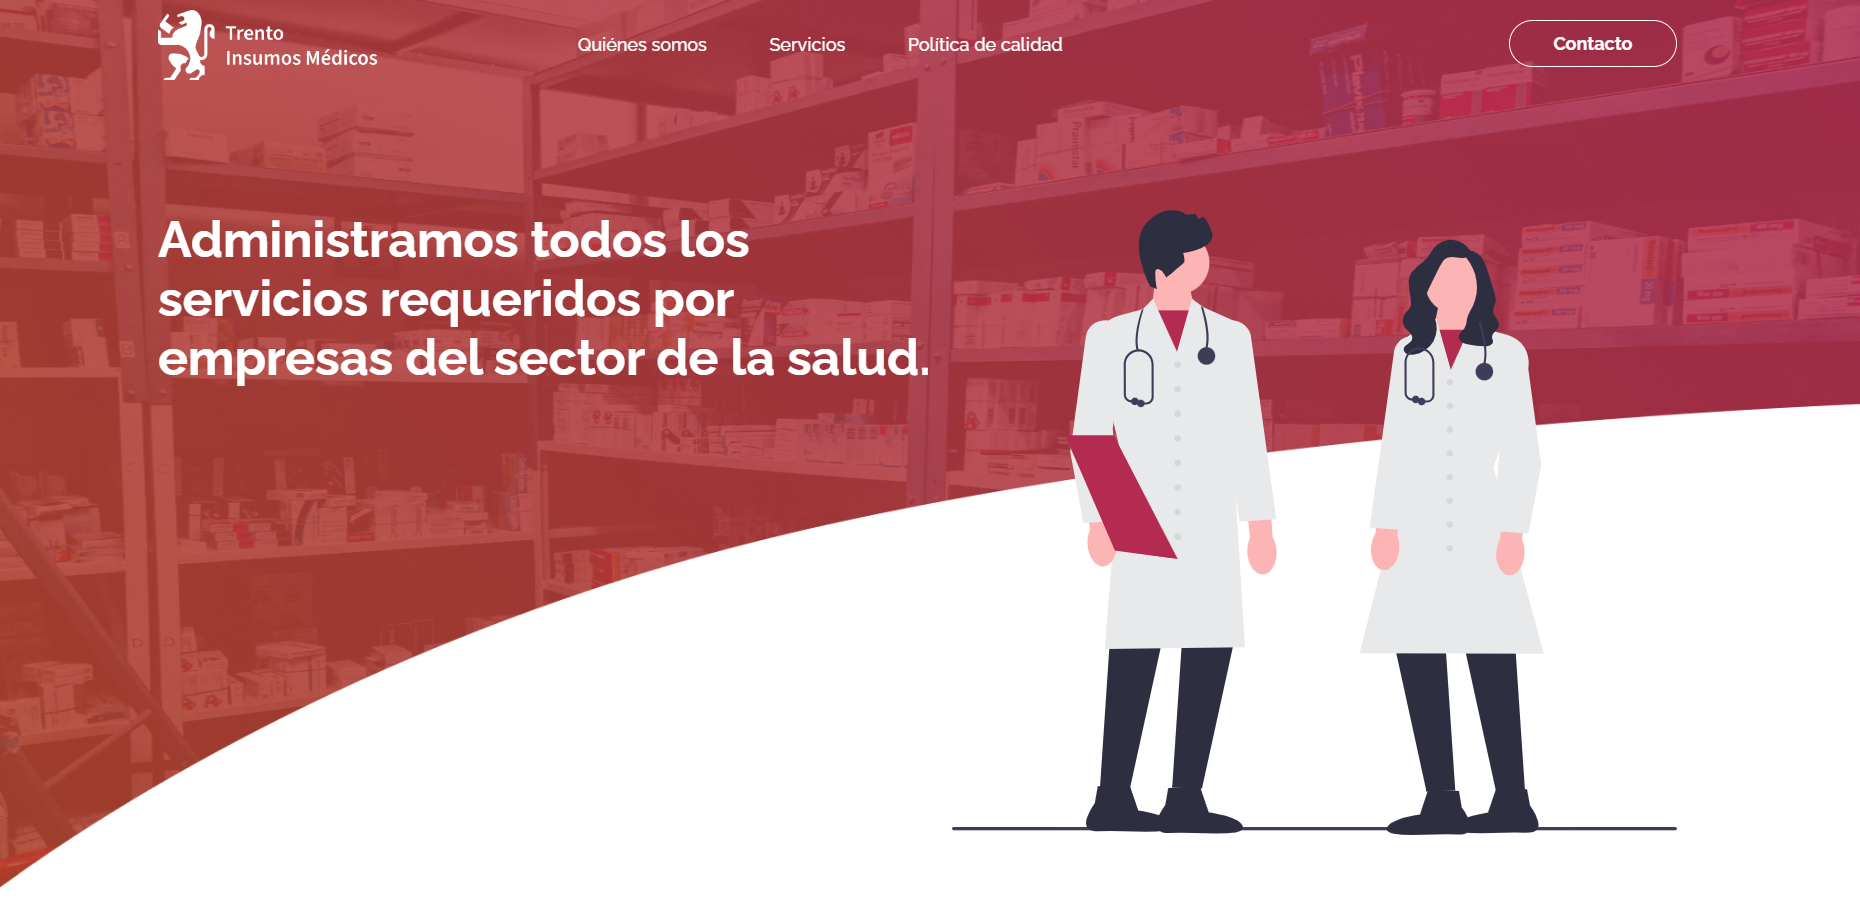 Trento
Insumos Médicos
Quiénes somos
Servicios
Política de calidad
Contacto
Administramos todos los
servicios requeridos por
empresas del sector de la salud.
Pramistar